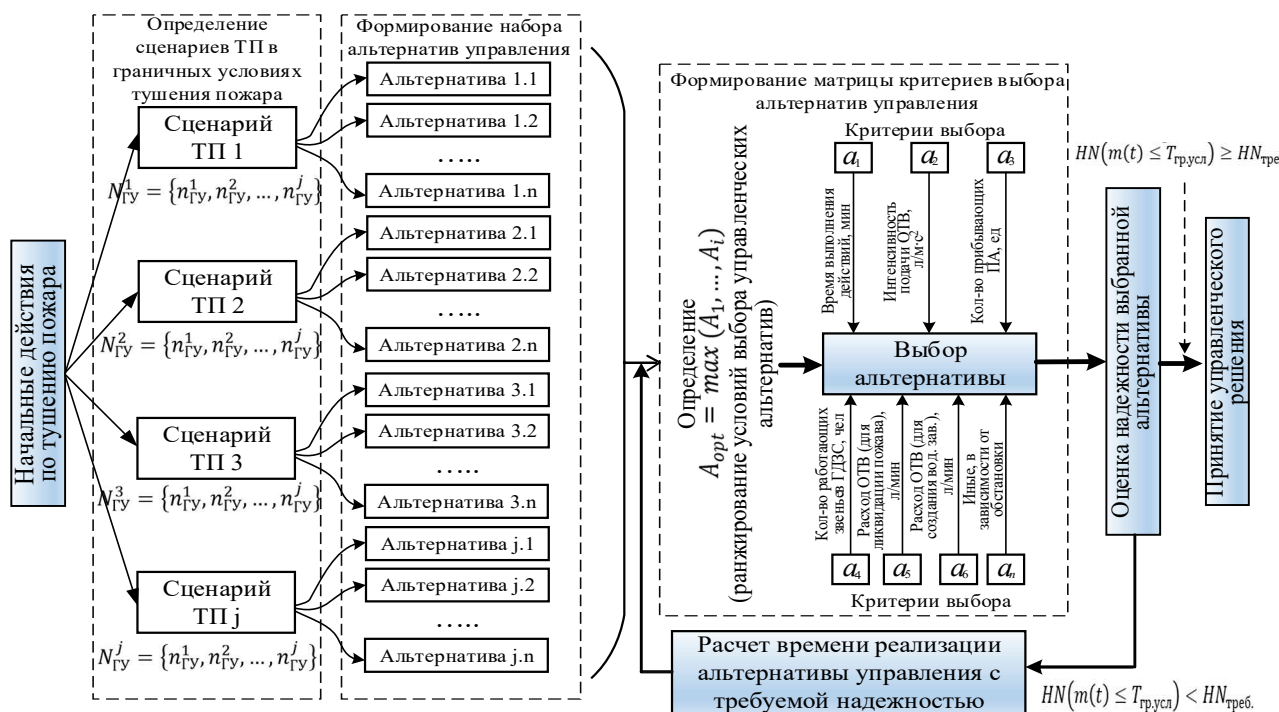 Начальные действия
по тушению пожара
Определение
сценариев ТП в
граничных условиях
тушения пожара
Сценарий
ТП 1
N¹ГУ = {n¹ГУ, n²ГУ, … , nʲГУ}
Сценарий
ТП 2
N²ГУ = {n¹ГУ, n²ГУ, … , nʲГУ}
Сценарий
ТП 3
N³ГУ = {n¹ГУ, n²ГУ, … , nʲГУ}
Сценарий
ТП j
NʲГУ = {n¹ГУ, n²ГУ, … , nʲГУ}
Формирование набора
альтернатив управления
Альтернатива 1.1
Альтернатива 1.2
…..
Альтернатива 1.n
Альтернатива 2.1
Альтернатива 2.2
…..
Альтернатива 2.n
Альтернатива 3.1
Альтернатива 3.2
…..
Альтернатива 3.n
Альтернатива j.1
Альтернатива j.2
…..
Альтернатива j.n
Формирование матрицы критериев выбора
альтернатив управления
Определение
A_opt = max (A_1, …, A_i)
(ранжирование условий выбора управленческих
альтернатив)
Критерии выбора
a₁
a₂
a₃
Время выполнения
действий, мин
Интенсивность
подачи ОТВ,
л/м·с²
Кол-во прибывающих
ПА, ед
Выбор
альтернативы
Кол-во работающих
звеньев ГДЗС, чел
Расход ОТВ (для
ликвидации пожава),
л/мин
Расход ОТВ (для
создания вод. зав.),
л/мин
Иные, в
зависимости от
обстановки
a₄
a₅
a₆
aₙ
Критерии выбора
HN(m(t) ≤ Tгр.усл) ≥ HNтреб
Оценка надежности выбранной
альтернативы
Принятие управленческого
решения
Расчет времени реализации
альтернативы управления с
требуемой надежностью
HN(m(t) ≤ Tгр.усл) < HNтреб.